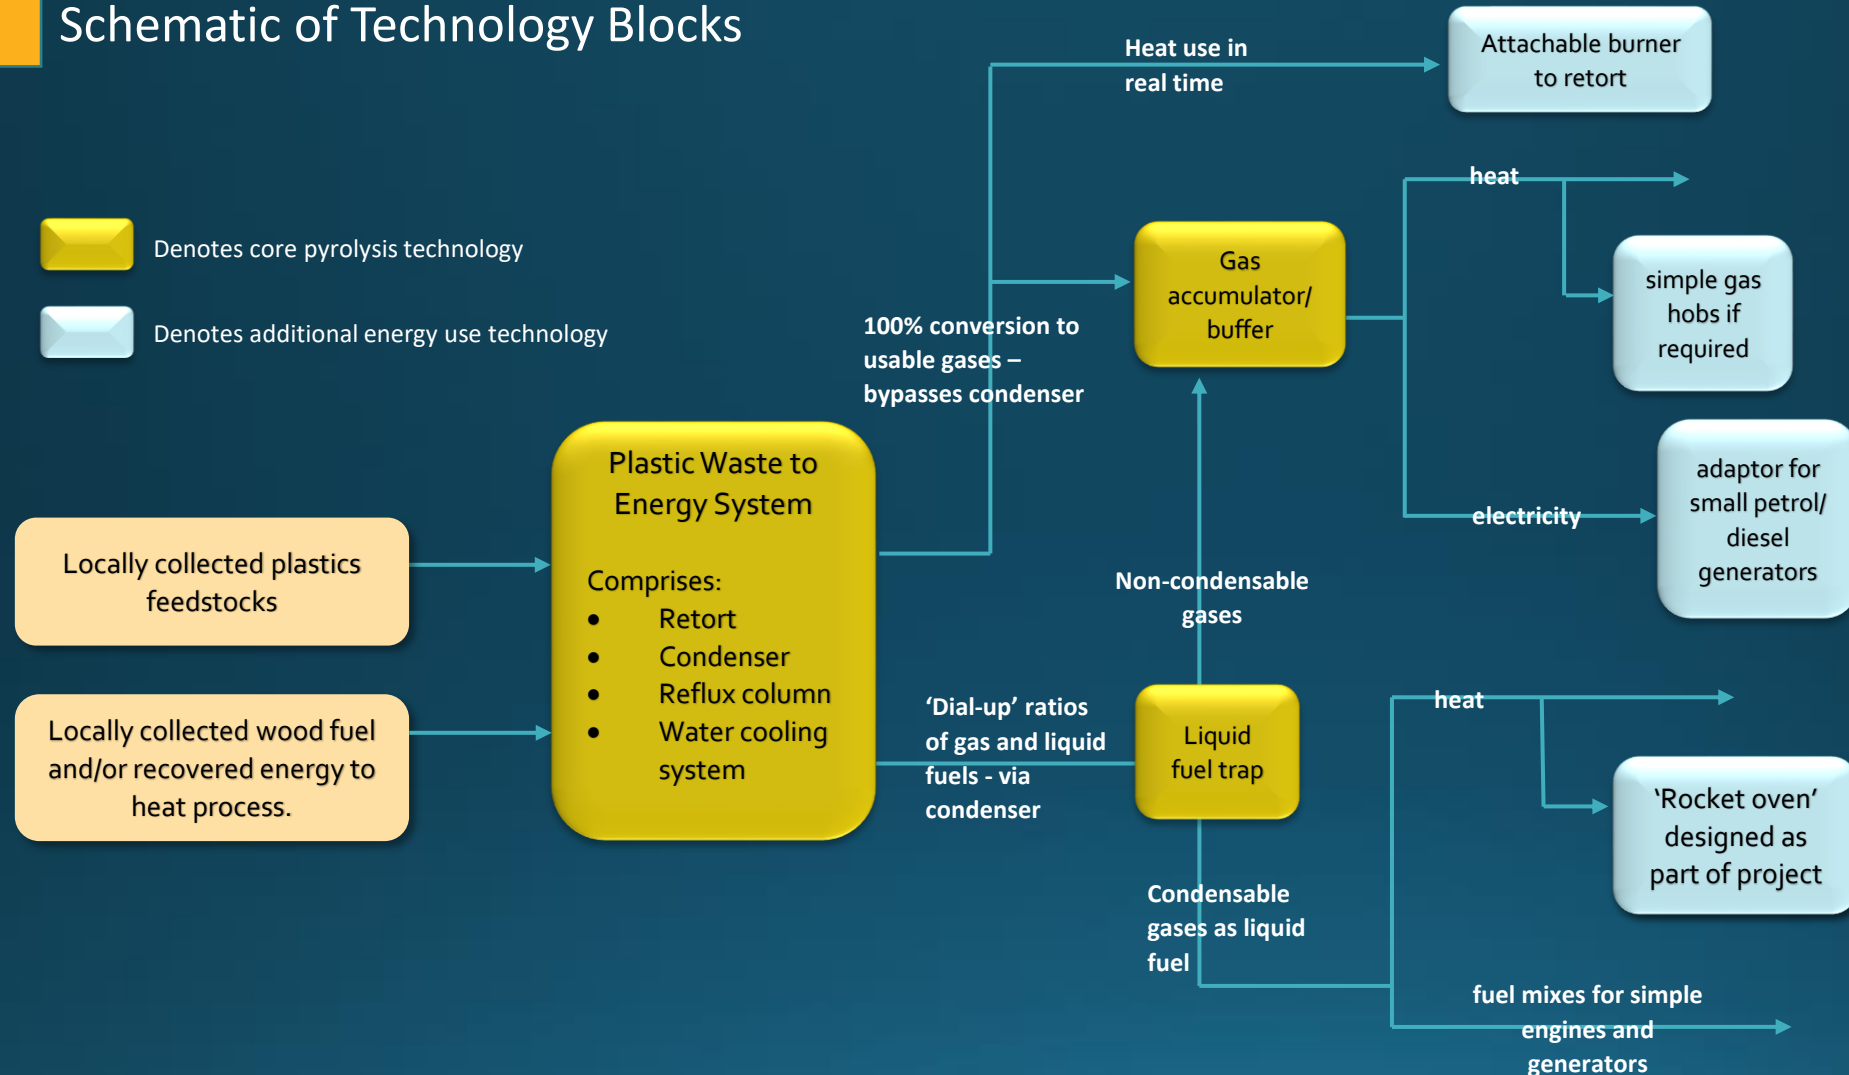 Schematic of Technology Blocks
Heat use in
real time
Attachable burner
to retort
Denotes core pyrolysis technology
Denotes additional energy use technology
heat
Gas
accumulator/
buffer
simple gas
hobs if
required
100% conversion to
usable gases –
bypasses condenser
Plastic Waste to
Energy System
Comprises:
• Retort
• Condenser
• Reflux column
• Water cooling
system
Locally collected plastics
feedstocks
Locally collected wood fuel
and/or recovered energy to
heat process.
electricity
adaptor for
small petrol/
diesel
generators
Non-condensable
gases
‘Dial-up’ ratios
of gas and liquid
fuels - via
condenser
Liquid
fuel trap
heat
‘Rocket oven’
designed as
part of project
Condensable
gases as liquid
fuel
fuel mixes for simple
engines and
generators